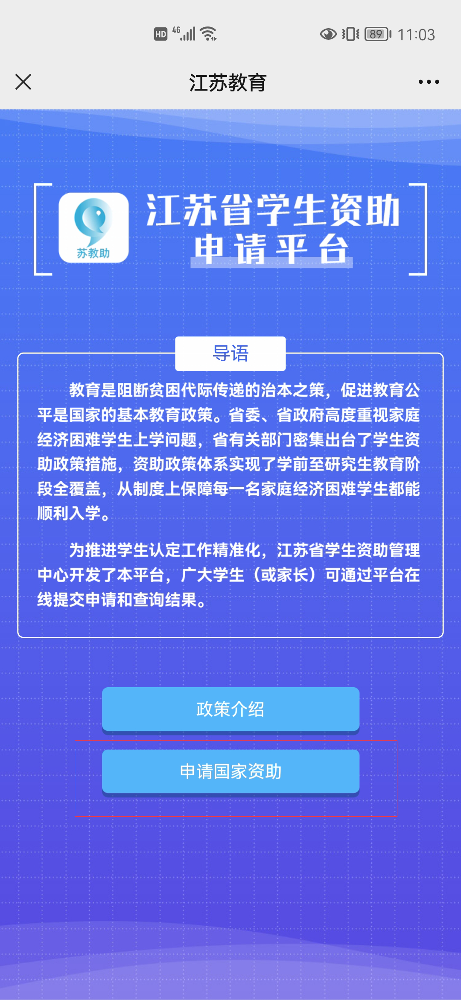 HD 4G 89 11:03
江苏教育
江苏省学生资助
申请平台
苏教助
导语
教育是阻断贫困代际传递的治本之策，促进教育公
平是国家的基本教育政策。省委、省政府高度重视家庭
经济困难学生上学问题，省有关部门密集出台了学生资
助政策措施，资助政策体系实现了学前至研究生教育阶
段全覆盖，从制度上保障每一名家庭经济困难学生都能
顺利入学。
为推进学生认定工作精准化，江苏省学生资助管理
中心开发了本平台，广大学生（或家长）可通过平台在
线提交申请和查询结果。
政策介绍
申请国家资助